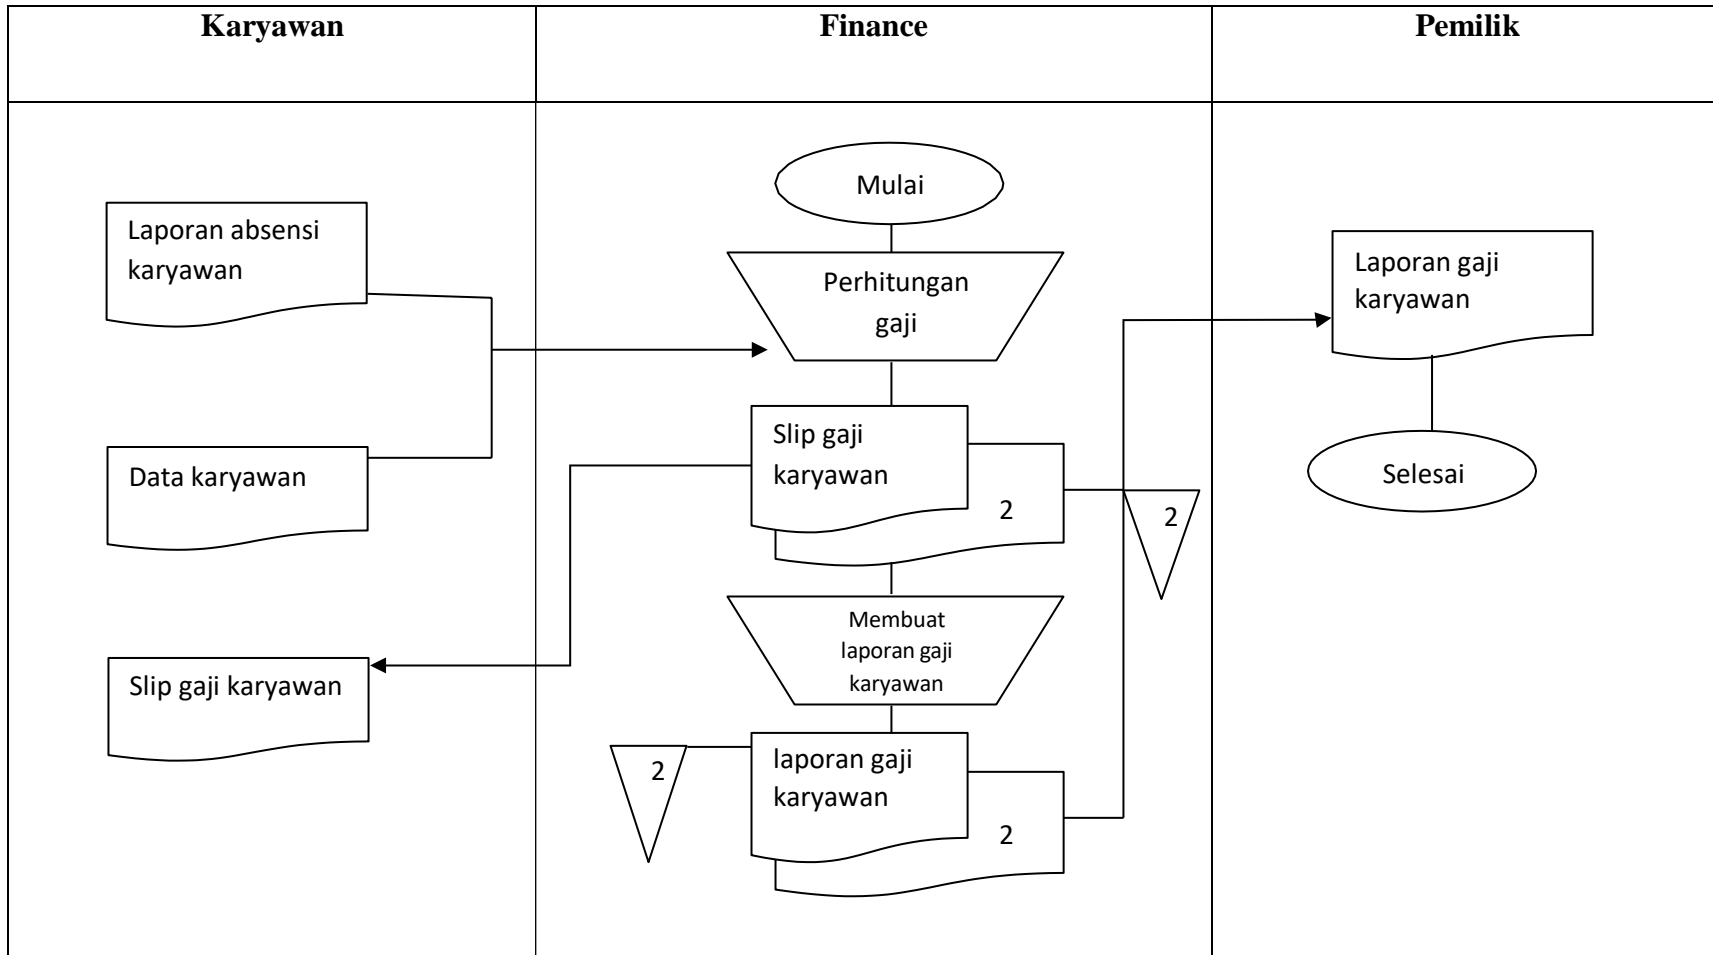 Karyawan
Finance
Pemilik
Mulai
Laporan absensi
karyawan
Perhitungan
gaji
Laporan gaji
karyawan
Data karyawan
Slip gaji
karyawan
2
2
Selesai
Membuat
laporan gaji
karyawan
Slip gaji karyawan
2
laporan gaji
karyawan
2